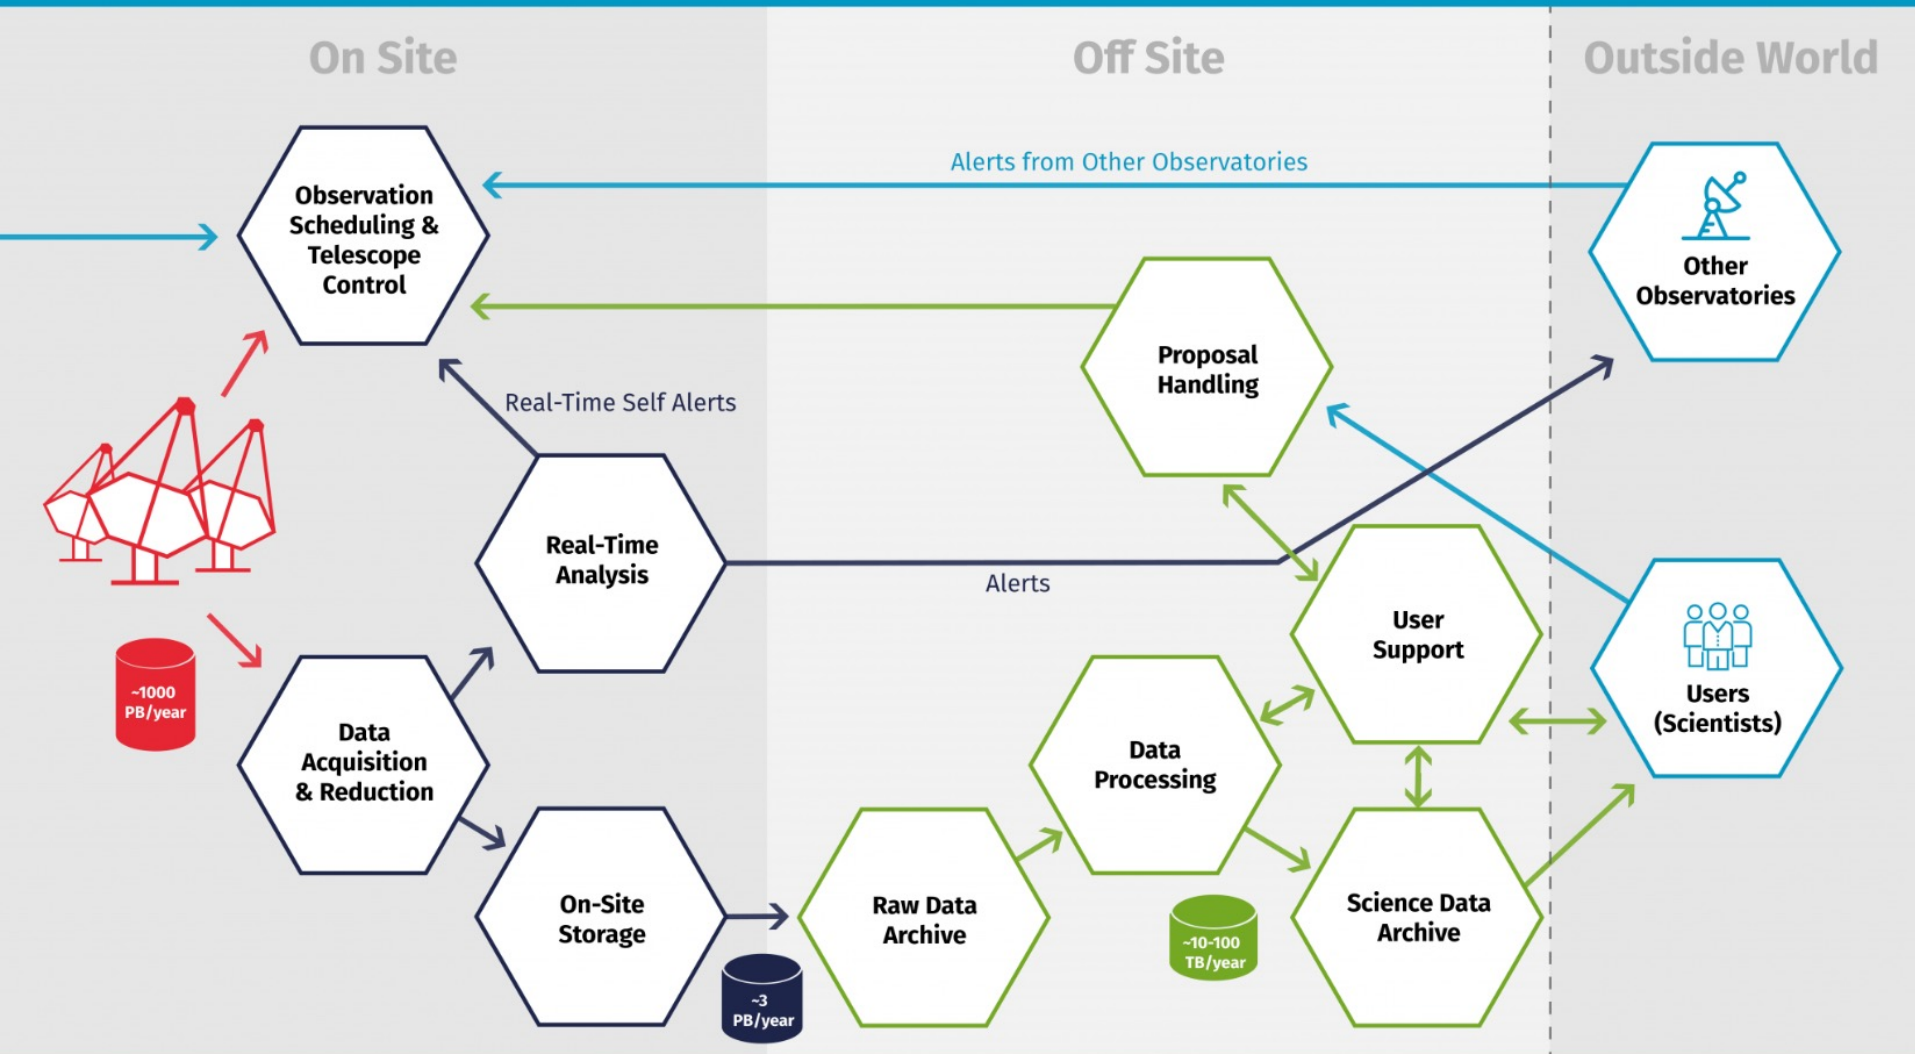 On Site
Off Site
Outside World
Observation
Scheduling &
Telescope
Control
Alerts from Other Observatories
Other
Observatories
Proposal
Handling
Real-Time Self Alerts
Real-Time
Analysis
Alerts
User
Support
Users
(Scientists)
~1000
PB/year
Data
Acquisition
& Reduction
Data
Processing
On-Site
Storage
~3
PB/year
Raw Data
Archive
~10-100
TB/year
Science Data
Archive